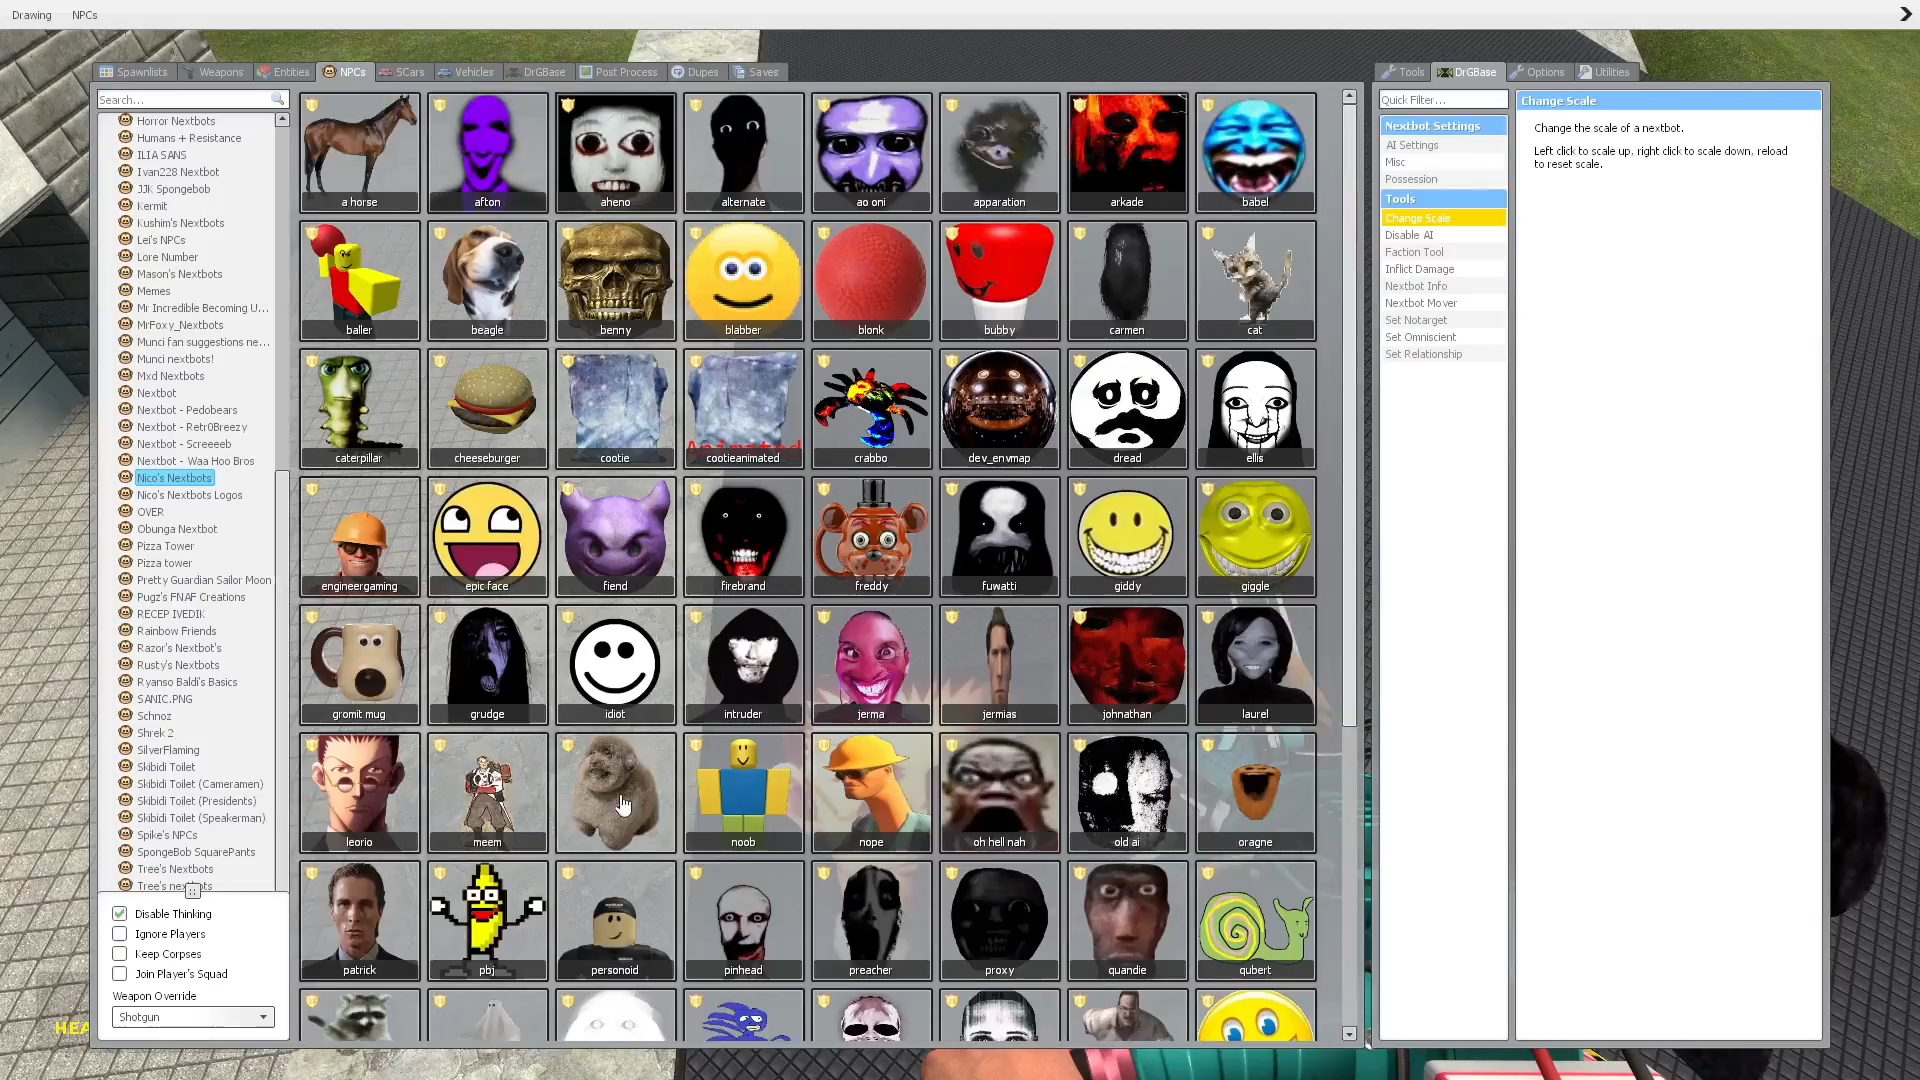 Drawing NPCs
Spawnlists Weapons Entities NPCs SCars Vehicles DrGBase Post Process Dupes Saves
Tools DrGBase Options Utilities
Search...
Horror Nextbots
Humans + Resistance
ILIA SANS
Ivan228 Nextbot
JJK Spongebob
Kermit
Kushim's Nextbots
Lei's NPCs
Lore Number
Mason's Nextbots
Memes
Mr Incredible Becoming U...
MrFoxy_Nextbots
Munci fan suggestions ne...
Munci nextbots!
Mxd Nextbots
Nextbot
Nextbot - Pedobears
Nextbot - Retr0Breezy
Nextbot - Screeeeb
Nextbot - Waa Hoo Bros
Nico's Nextbots
Nico's Nextbots Logos
OVER
Obunga Nextbot
Pizza Tower
Pizza tower
Pretty Guardian Sailor Moon
Pugz's FNAF Creations
RECEP IVEDIK
Rainbow Friends
Razor's Nextbot's
Rusty's Nextbots
Ryanso Baldi's Basics
SANIC.PNG
Schnoz
Shrek 2
SilverFlaming
Skibidi Toilet
Skibidi Toilet (Cameramen)
Skibidi Toilet (Presidents)
Skibidi Toilet (Speakerman)
Spike's NPCs
SpongeBob SquarePants
Tree's Nextbots
Tree's nextbots
Disable Thinking
Ignore Players
Keep Corpses
Join Player's Squad
Weapon Override
Shotgun
HEA
a horse afton aheno alternate ao oni apparation arkade babel
baller beagle benny blabber blonk bubby carmen cat
Animated
caterpillar cheeseburger cootie cootieanimated crabbo dev_envmap dread ellis
engineergaming epic face fiend firebrand freddy fuwatti giddy giggle
gromit mug grudge idiot intruder jerma jermias johnathan laurel
leorio meem noob nope oh hell nah old ai oragne
patrick pbj personoid pinhead preacher proxy quandie qubert
Quick Filter...
Nextbot Settings
AI Settings
Misc
Possession
Tools
Change Scale
Disable AI
Faction Tool
Inflict Damage
Nextbot Info
Nextbot Mover
Set Notarget
Set Omniscient
Set Relationship
Change Scale
Change the scale of a nextbot.
Left click to scale up, right click to scale down, reload
to reset scale.